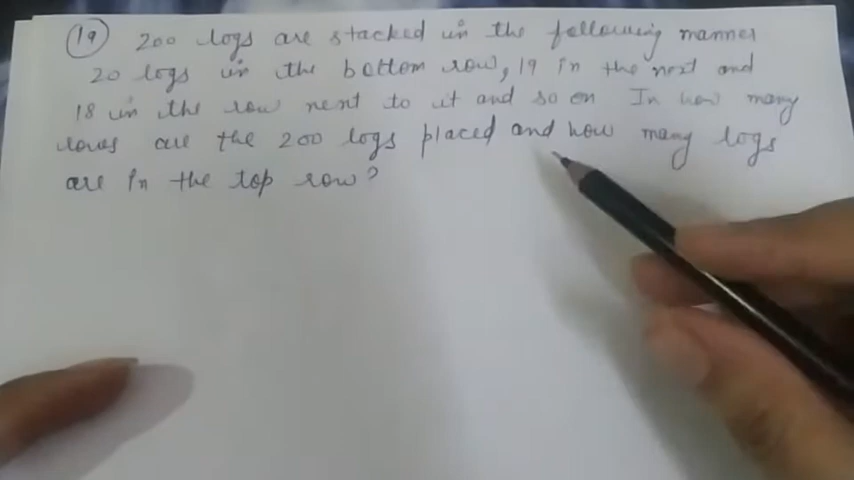 (19) 200 logs are stacked in the following manner
20 logs in the bottom row, 19 in the next and
18 in the row next to it and so on In how many
rows are the 200 logs placed and how many logs
are in the top row?